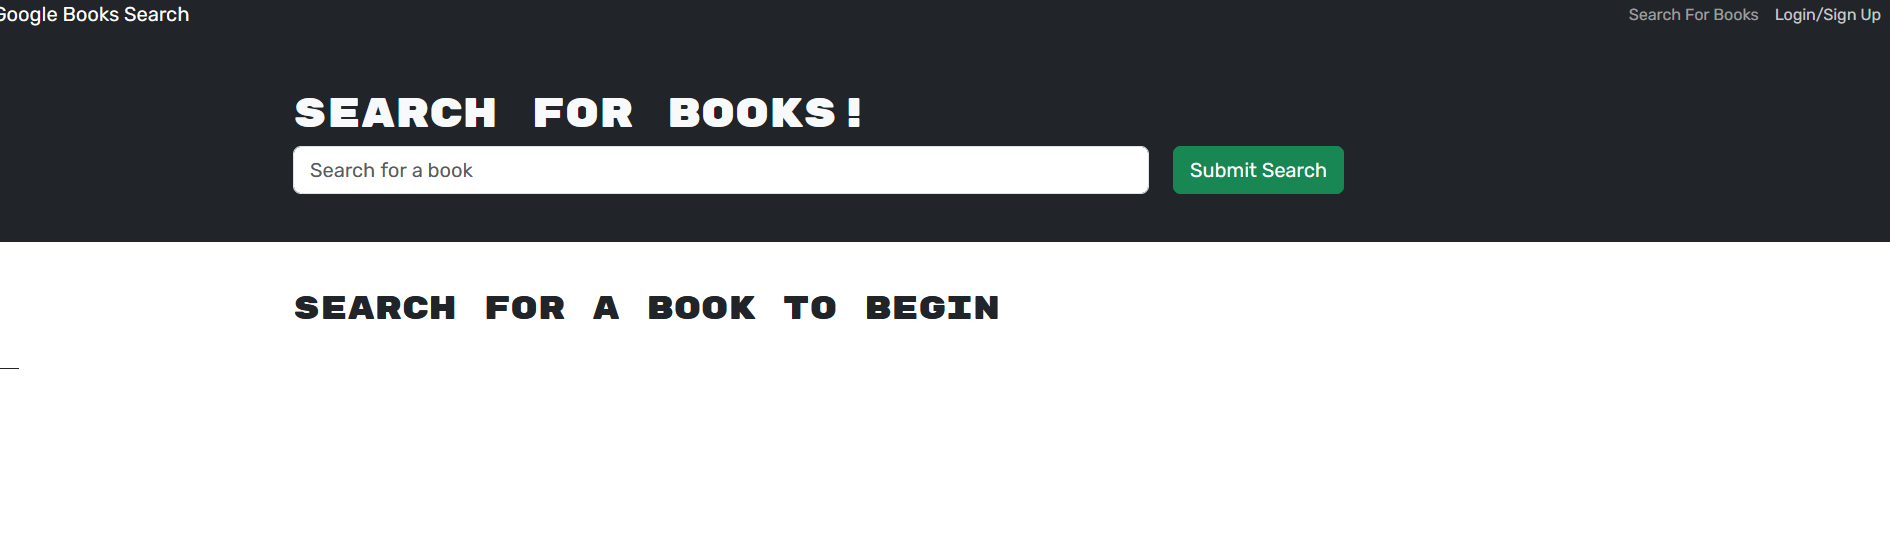 Google Books Search
Search For Books Login/Sign Up
SEARCH FOR BOOKS!
Search for a book
Submit Search
SEARCH FOR A BOOK TO BEGIN